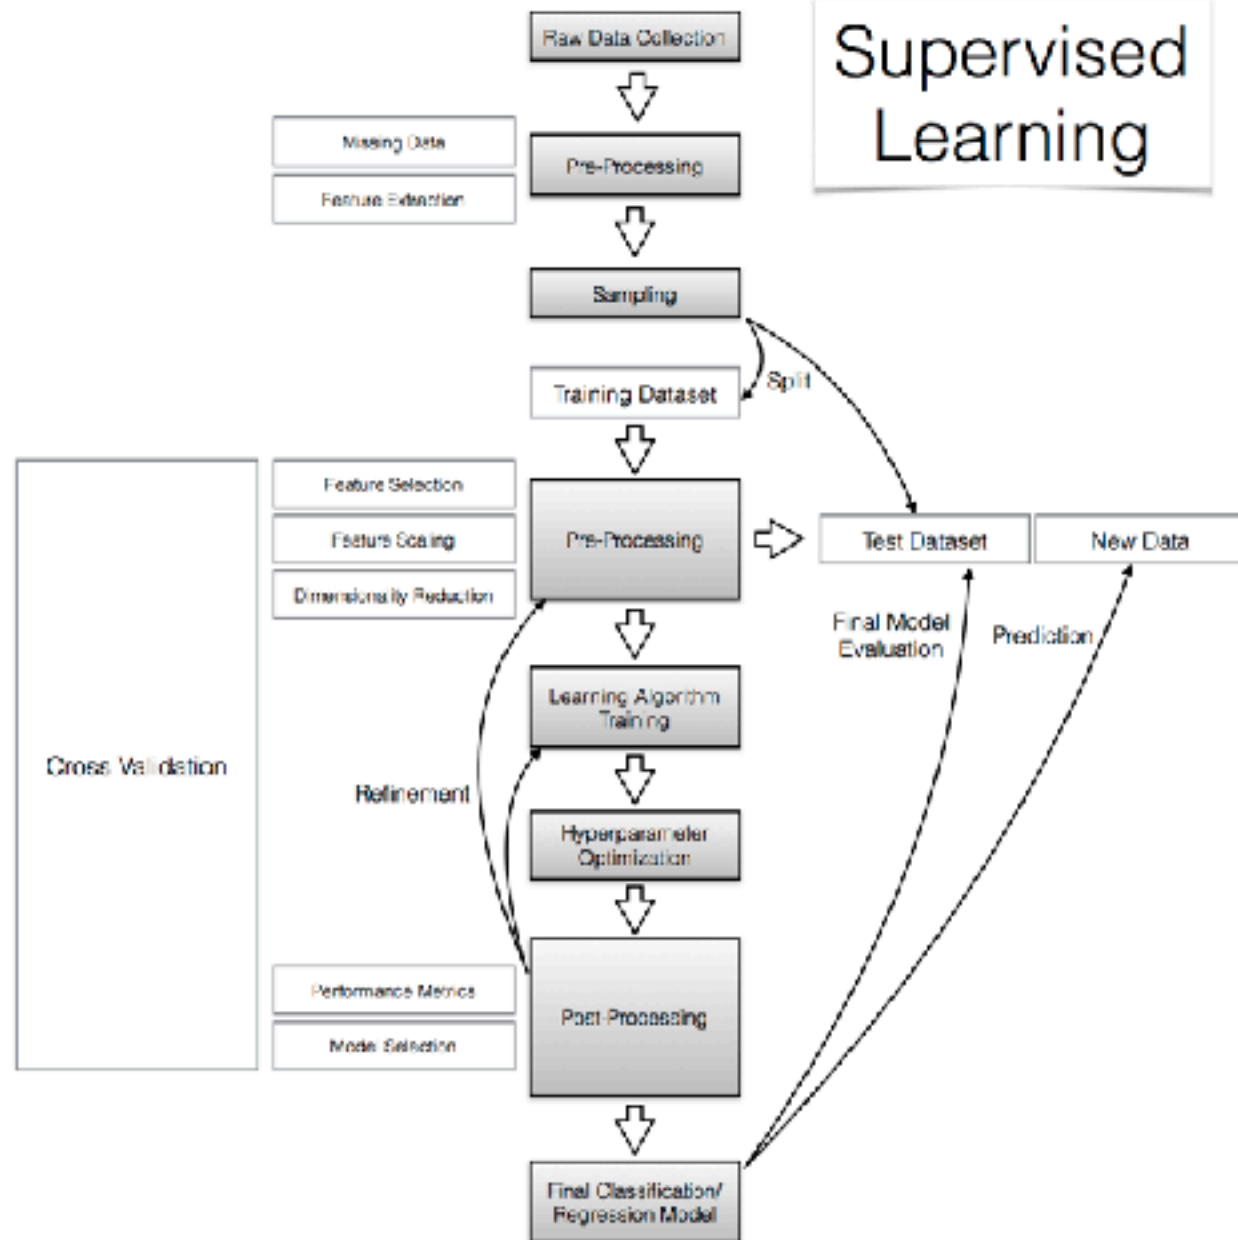 Supervised
Learning
Raw Data Collection
Missing Data
Feature Extraction
Pre-Processing
Sampling
Split
Training Dataset
Feature Selection
Feature Scaling
Dimensionality Reduction
Pre-Processing
Test Dataset
New Data
Final Model
Evaluation
Prediction
Learning Algorithm
Training
Cross Validation
Refinement
Hyperparameter
Optimization
Performance Metrics
Model Selection
Post-Processing
Final Classification/
Regression Model